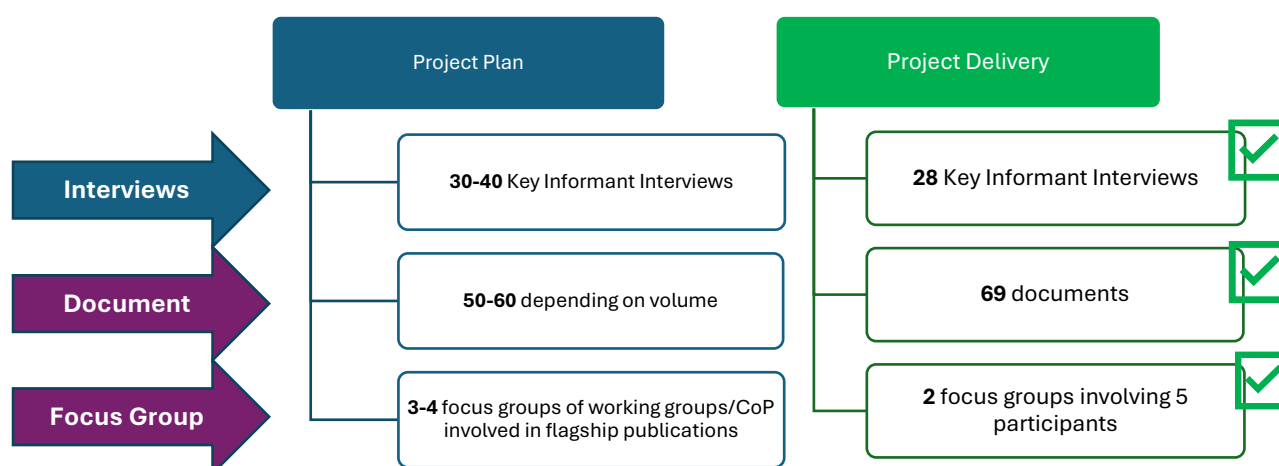 Project Plan
Project Delivery
Interviews
30-40 Key Informant Interviews
28 Key Informant Interviews
Document
50-60 depending on volume
69 documents
Focus Group
3-4 focus groups of working groups/CoP
involved in flagship publications
2 focus groups involving 5
participants